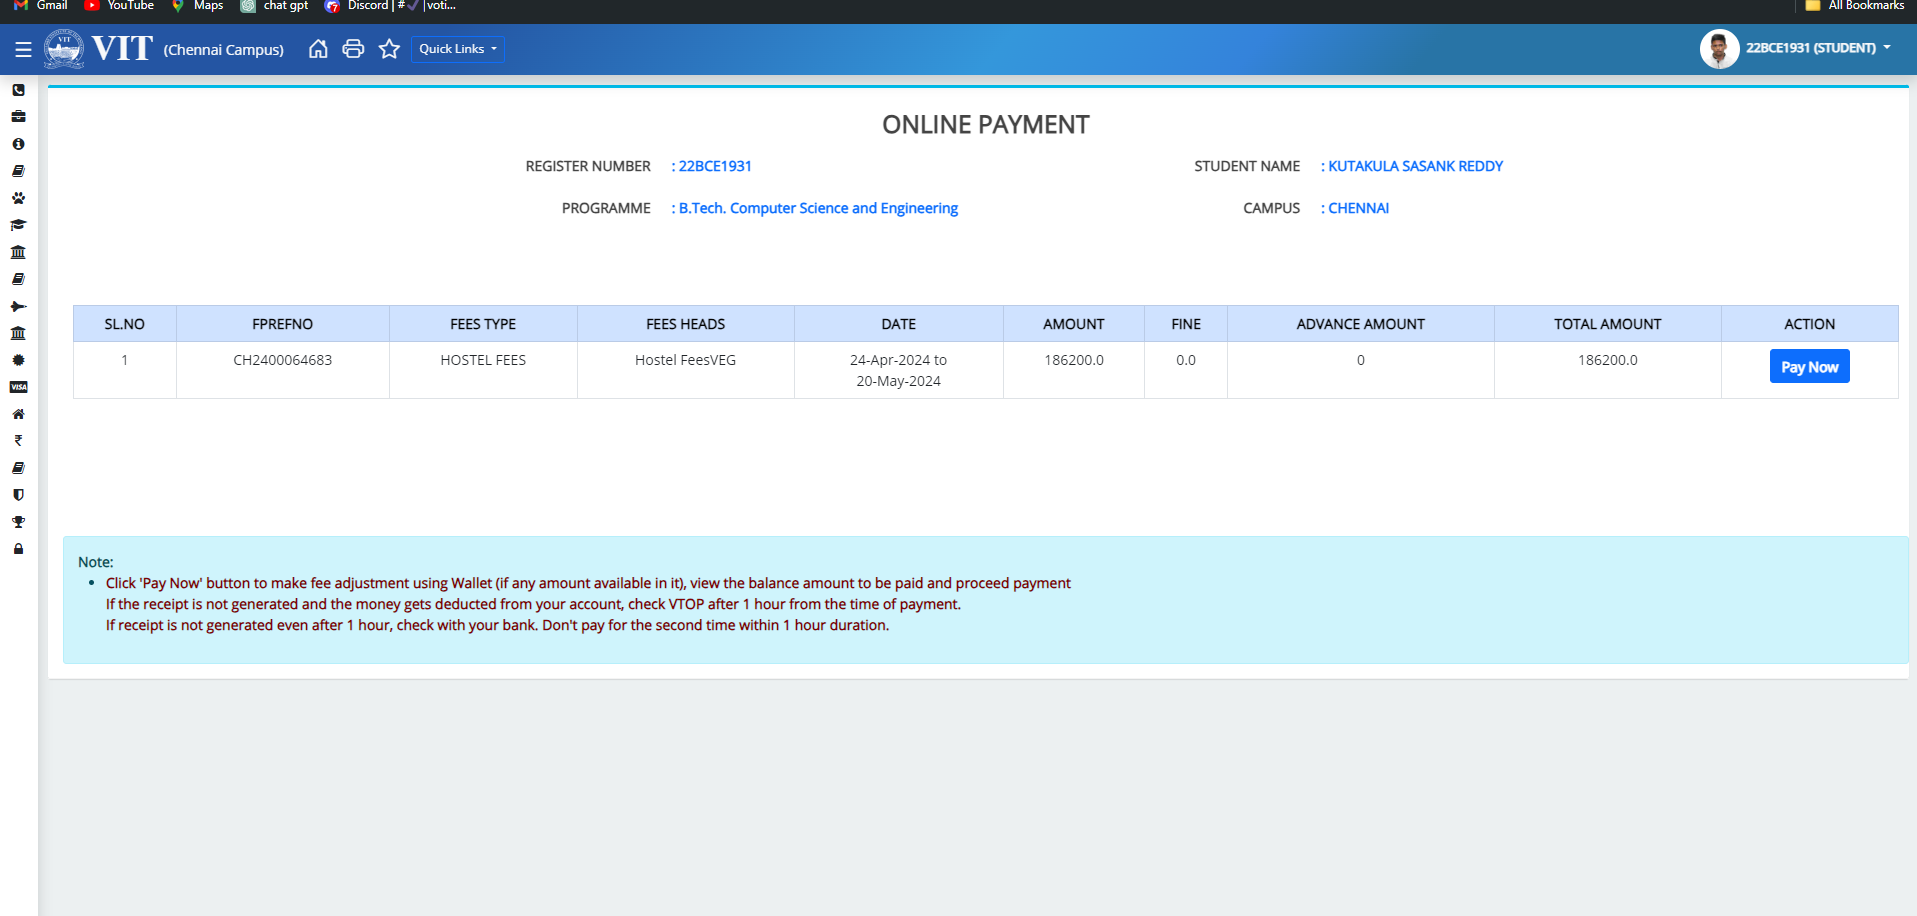 Gmail YouTube Maps chat gpt Discord | # |voti... All Bookmarks
VIT (Chennai Campus) Quick Links 22BCE1931 (STUDENT)
ONLINE PAYMENT
REGISTER NUMBER : 22BCE1931 STUDENT NAME : KUTAKULA SASANK REDDY
PROGRAMME : B.Tech. Computer Science and Engineering CAMPUS : CHENNAI
SL.NO FPREFNO FEES TYPE FEES HEADS DATE AMOUNT FINE ADVANCE AMOUNT TOTAL AMOUNT ACTION
1 CH2400064683 HOSTEL FEES Hostel FeesVEG 24-Apr-2024 to 186200.0 0.0 0 186200.0 Pay Now
20-May-2024
VISA
₹
Note:
• Click 'Pay Now' button to make fee adjustment using Wallet (if any amount available in it), view the balance amount to be paid and proceed payment
If the receipt is not generated and the money gets deducted from your account, check VTOP after 1 hour from the time of payment.
If receipt is not generated even after 1 hour, check with your bank. Don't pay for the second time within 1 hour duration.